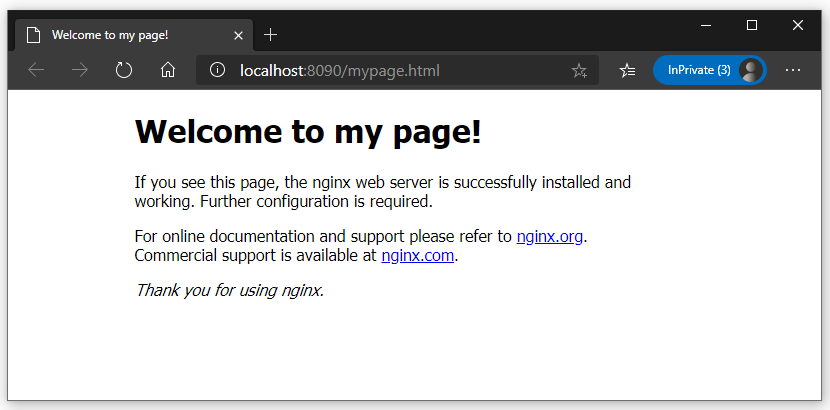 Welcome to my page!
localhost:8090/mypage.html
InPrivate (3)
Welcome to my page!
If you see this page, the nginx web server is successfully installed and
working. Further configuration is required.
For online documentation and support please refer to nginx.org.
Commercial support is available at nginx.com.
Thank you for using nginx.